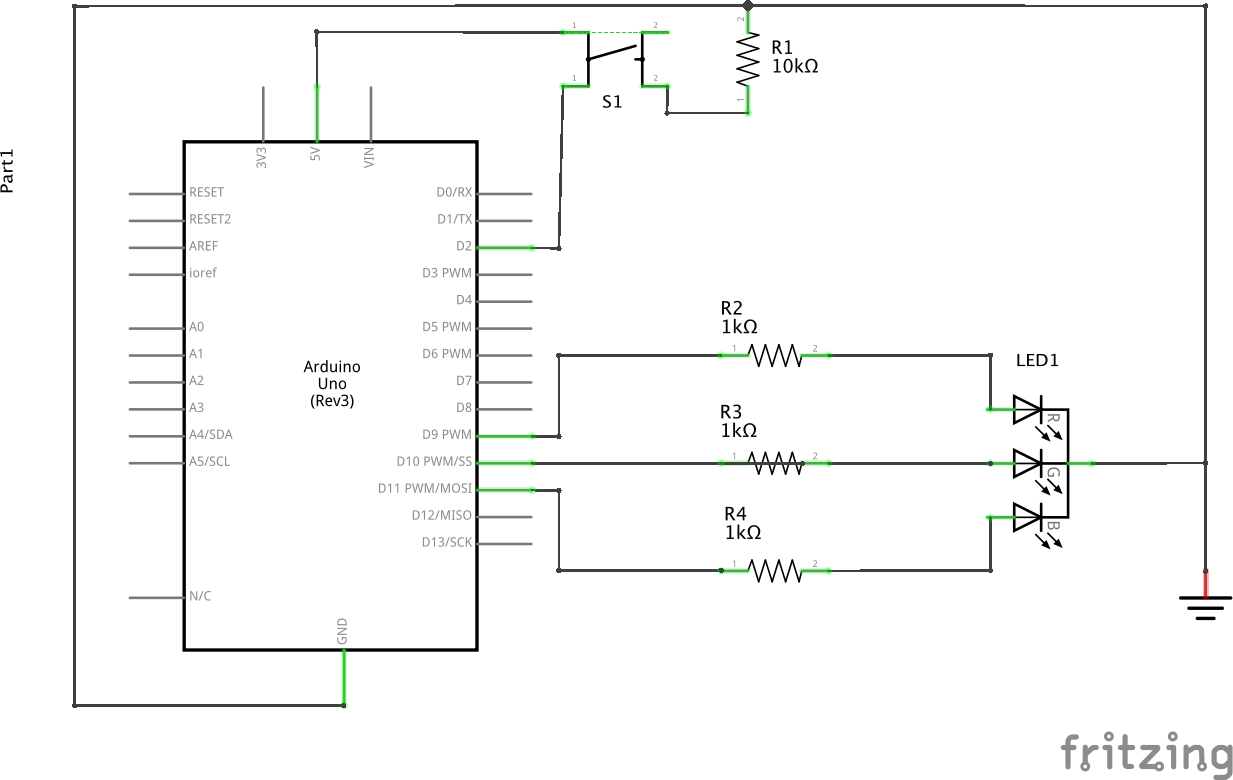 1
2
2
R1
10kΩ
1
2
S1
1
Part1
3V3
5V
VIN
RESET
RESET2
AREF
ioref
A0
A1
A2
A3
A4/SDA
A5/SCL
N/C
Arduino
Uno
(Rev3)
D0/RX
D1/TX
D2
D3 PWM
D4
D5 PWM
D6 PWM
D7
D8
D9 PWM
D10 PWM/SS
D11 PWM/MOSI
D12/MISO
D13/SCK
GND
R2
1kΩ
1
2
R3
1kΩ
1
2
R4
1kΩ
1
2
LED1
R
G
B
fritzing